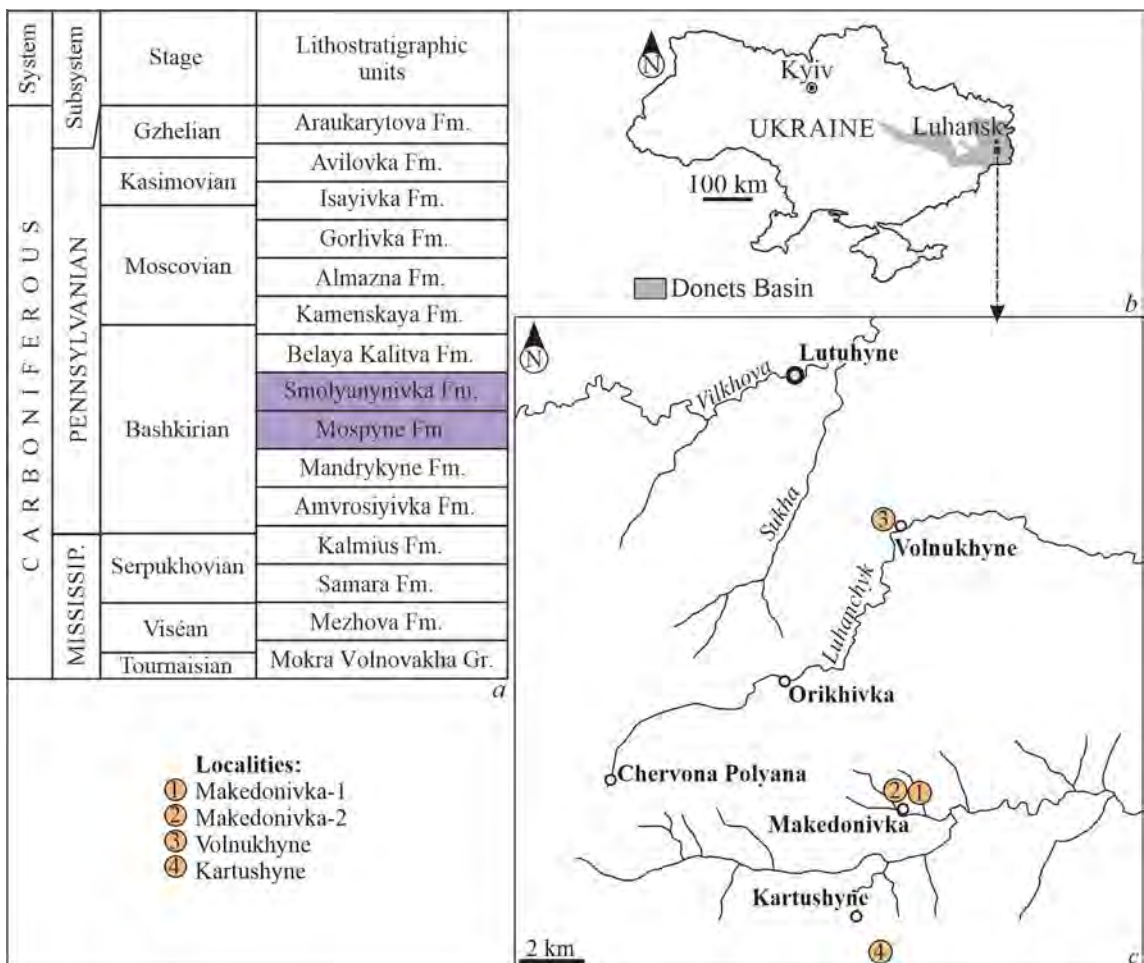 System
Subsystem
Stage
Lithostratigraphic
units
CARBONIFEROUS
PENNSYLVANIAN
MISSISSIP.
Gzhelian
Kasimovian
Moscovian
Bashkirian
Serpukhovian
Viséan
Tournaisian
Araukarytova Fm.
Avilovka Fm.
Isayivka Fm.
Gorlivka Fm.
Almazna Fm.
Kamenskaya Fm.
Belaya Kalitva Fm.
Smolyanynivka Fm.
Mospyne Fm
Mandrykyne Fm.
Amvrosiyivka Fm.
Kalmius Fm.
Samara Fm.
Mezhova Fm.
Mokra Volnovakha Gr.
a
Localities:
1 Makedonivka-1
2 Makedonivka-2
3 Volnukhyne
4 Kartushyne
N
Kyiv
UKRAINE
Luhansk
100 km
Donets Basin
b
N
Lutuhyne
Vilkhova
Sukha
3
Volnukhyne
Luhanchyk
Orikhivka
Chervona Polyana
2 1
Makedonivka
Kartushyne
4
2 km
c